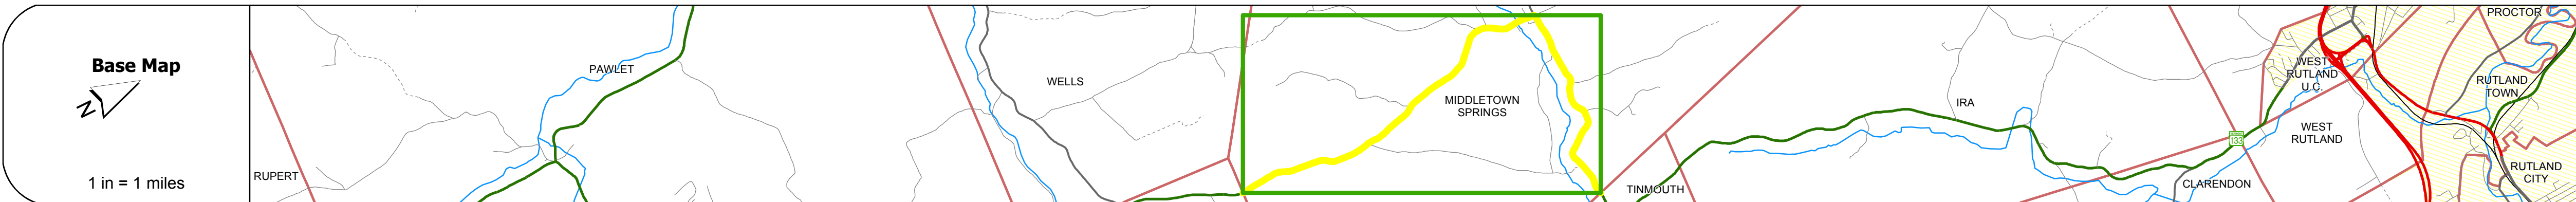 Base Map
N
1 in = 1 miles
RUPERT
PAWLET
WELLS
MIDDLETOWN
SPRINGS
TINMOUTH
IRA
133
CLARENDON
WEST
RUTLAND
U.C.
WEST
RUTLAND
PROCTOR
RUTLAND
TOWN
RUTLAND
CITY